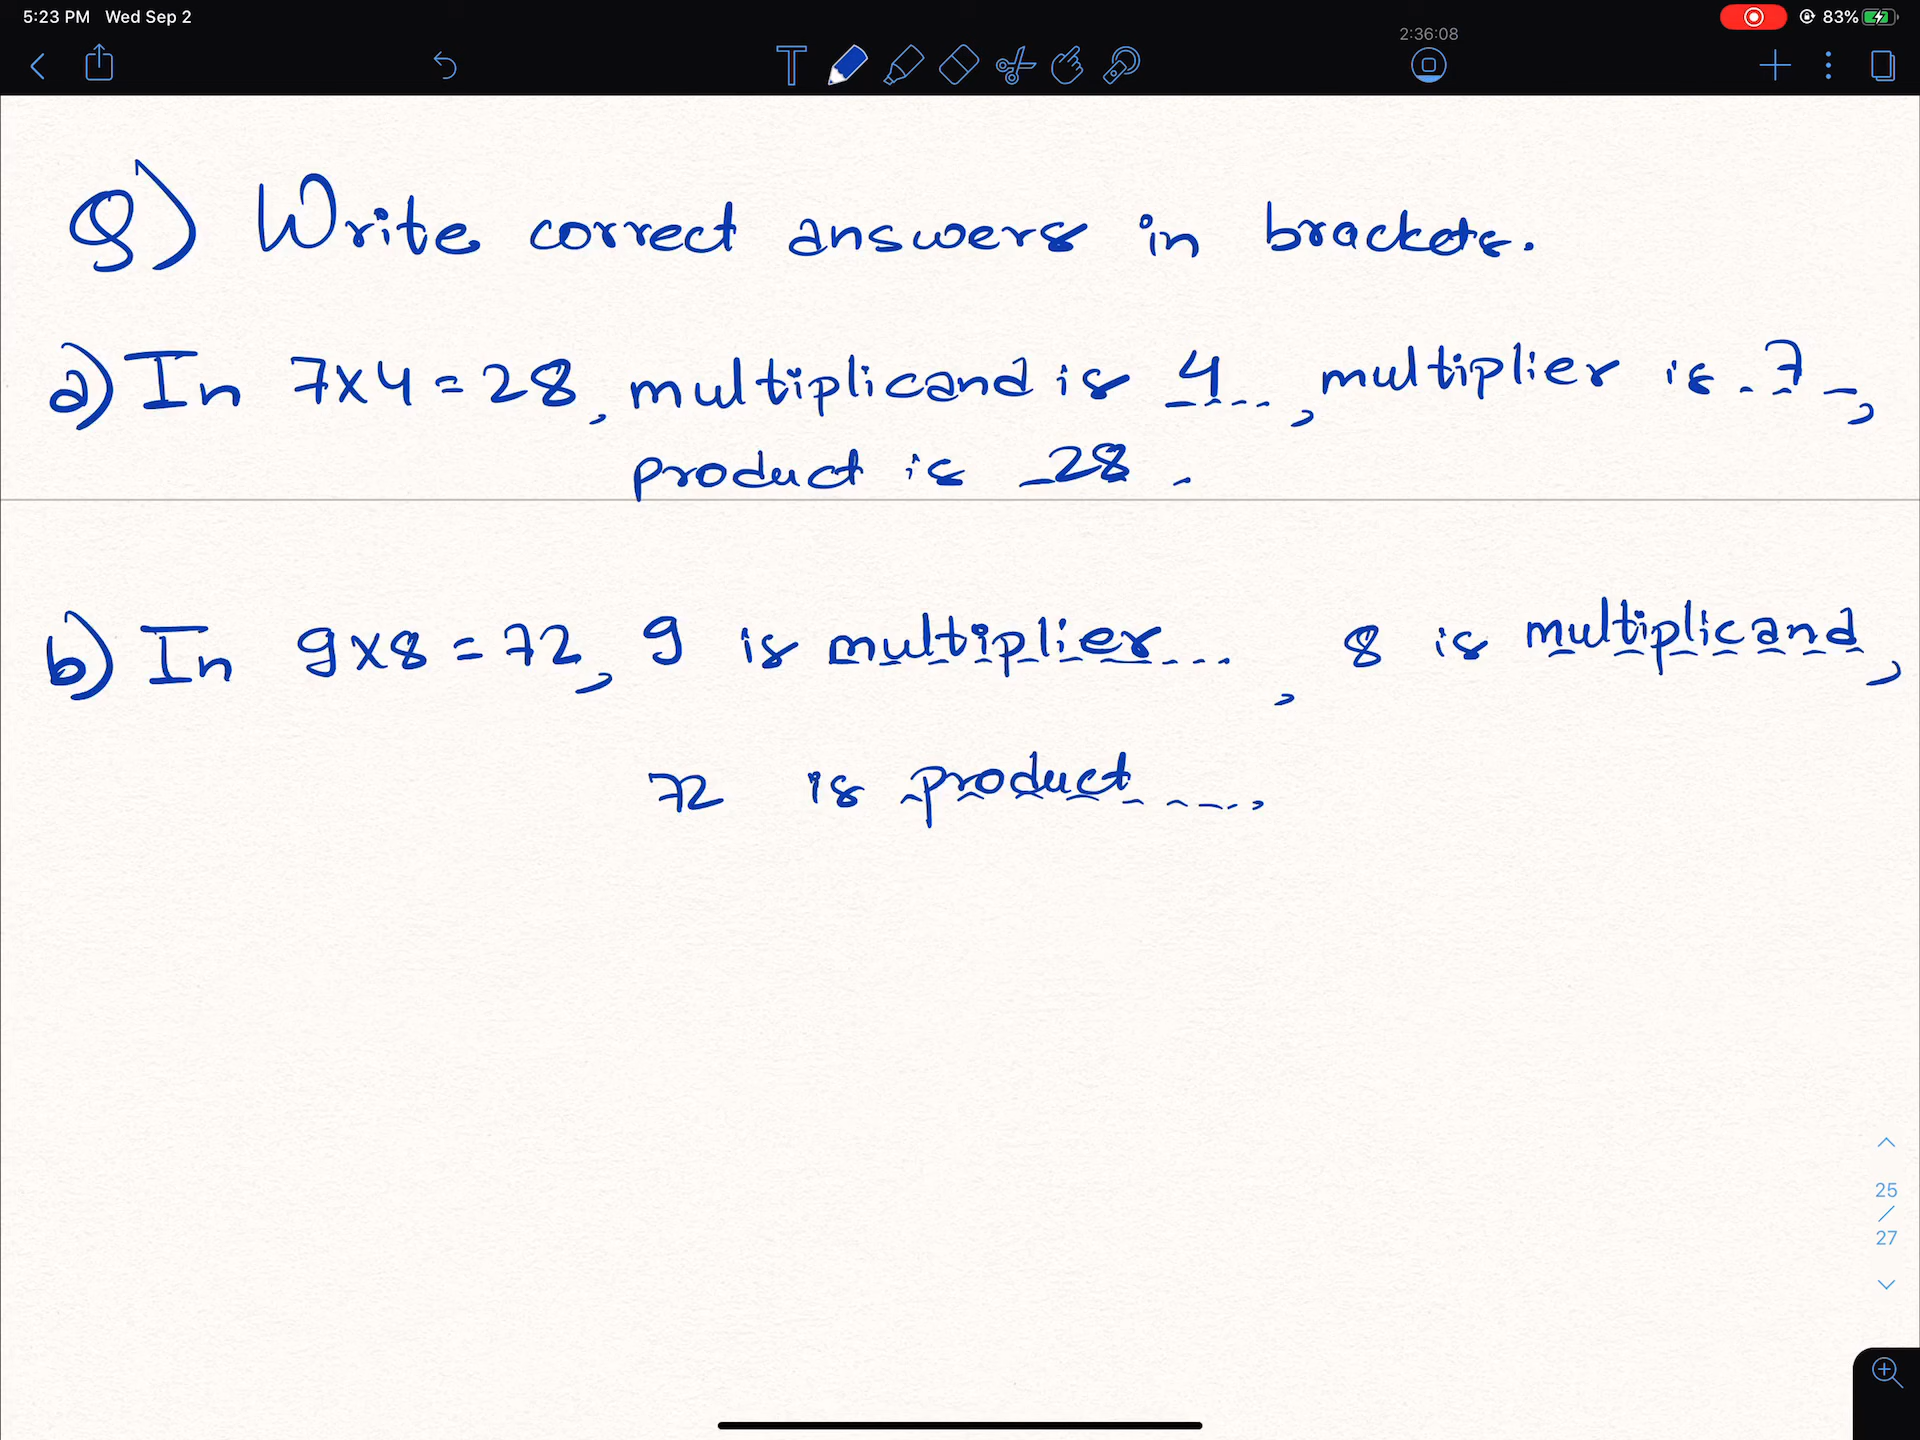 5:23 PM Wed Sep 2
83%
2:36:08
Q) Write correct answers in brackets.
a) In 7x4=28, multiplicand is 4, multiplier is 7,
product is 28.
b) In 9x8=72, 9 is multiplier, 8 is multiplicand,
72 is product.
25
/
27